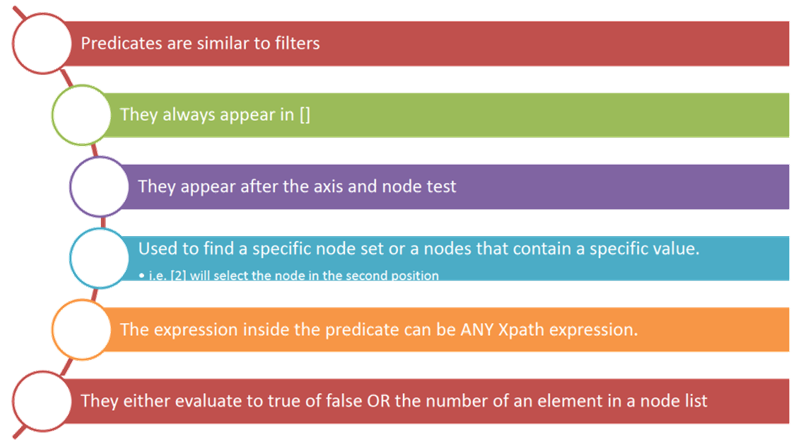 Predicates are similar to filters
They always appear in []
They appear after the axis and node test
Used to find a specific node set or a nodes that contain a specific value.
• i.e. [2] will select the node in the second position
The expression inside the predicate can be ANY Xpath expression.
They either evaluate to true of false OR the number of an element in a node list